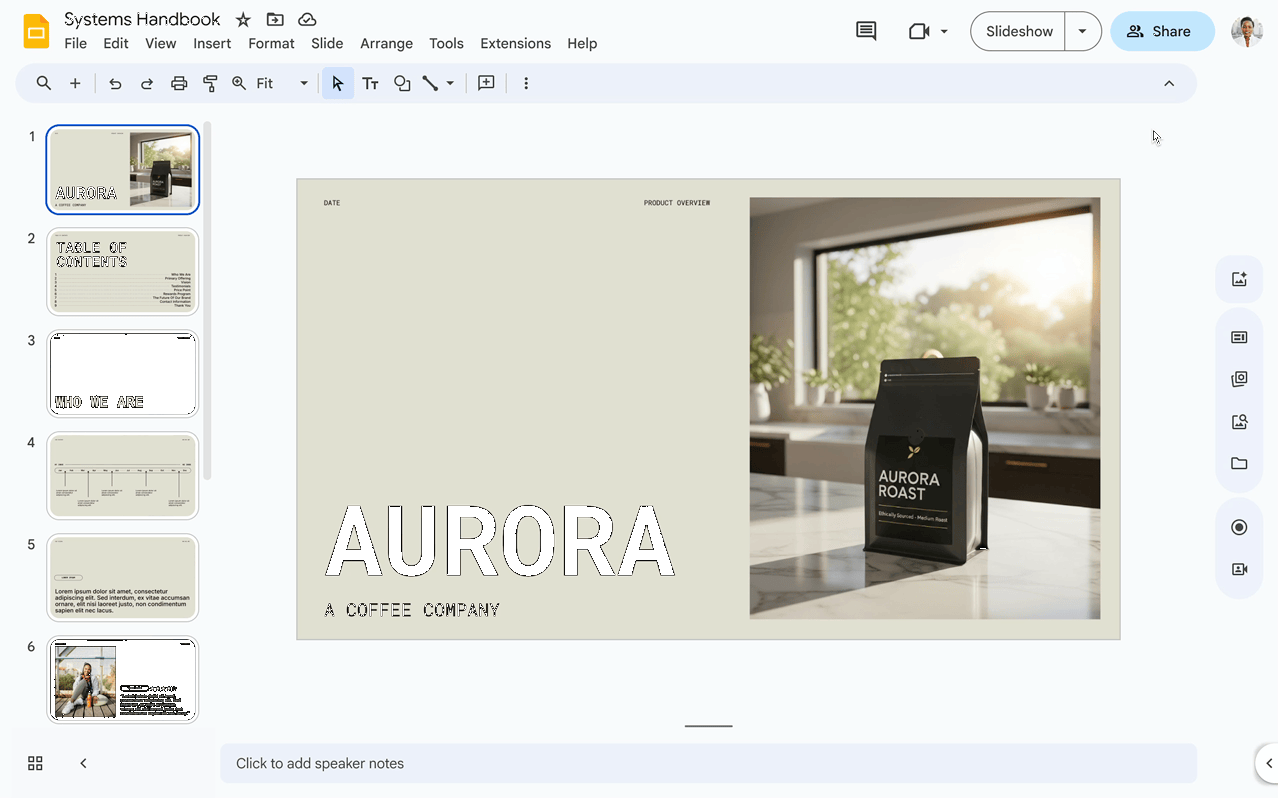 Systems Handbook
File Edit View Insert Format Slide Arrange Tools Extensions Help
Slideshow
Share
Fit
1
AURORA
A COFFEE COMPANY
2
TABLE OF
CONTENTS
Who We Are
Primary Offering
Vision
Testimonials
Price Point
Rewards Program
The Future Of Our Brand
Contact Information
Thank You
3
WHO WE ARE
4
5
Lorem ipsum dolor sit amet, consectetur
adipiscing elit. Sed interdum, ex vitae accumsan
ornare, elit nisi laoreet justo, non condimentum
sapien elit nec lacus.
6
DATE
PRODUCT OVERVIEW
AURORA
A COFFEE COMPANY
AURORA
ROAST
Ethically Sourced - Medium Roast
Click to add speaker notes